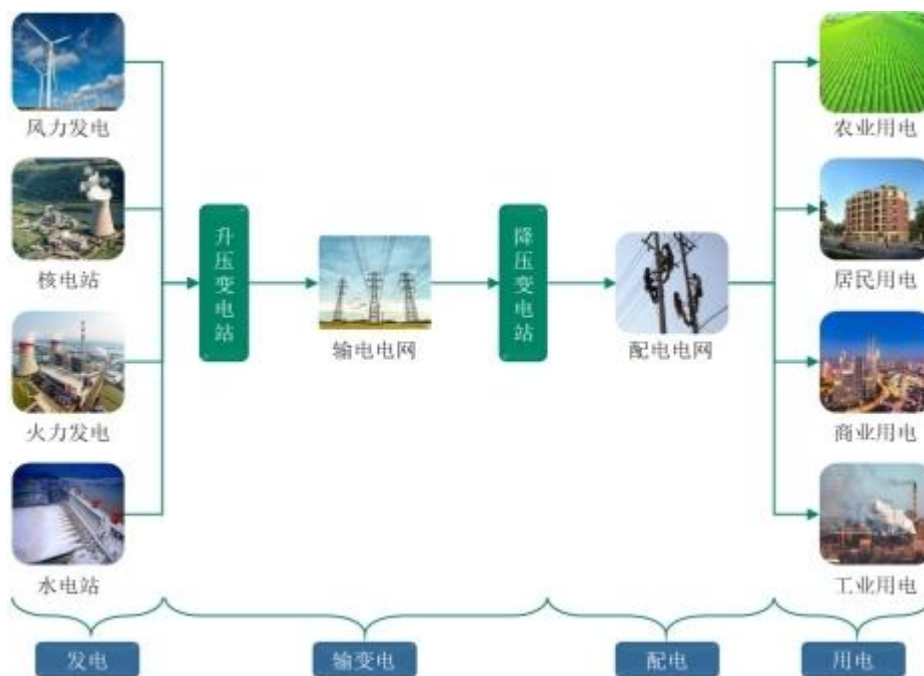 风力发电
核电站
火力发电
水电站
升压变电站
输电电网
降压变电站
配电电网
农业用电
居民用电
商业用电
工业用电
发电
输变电
配电
用电